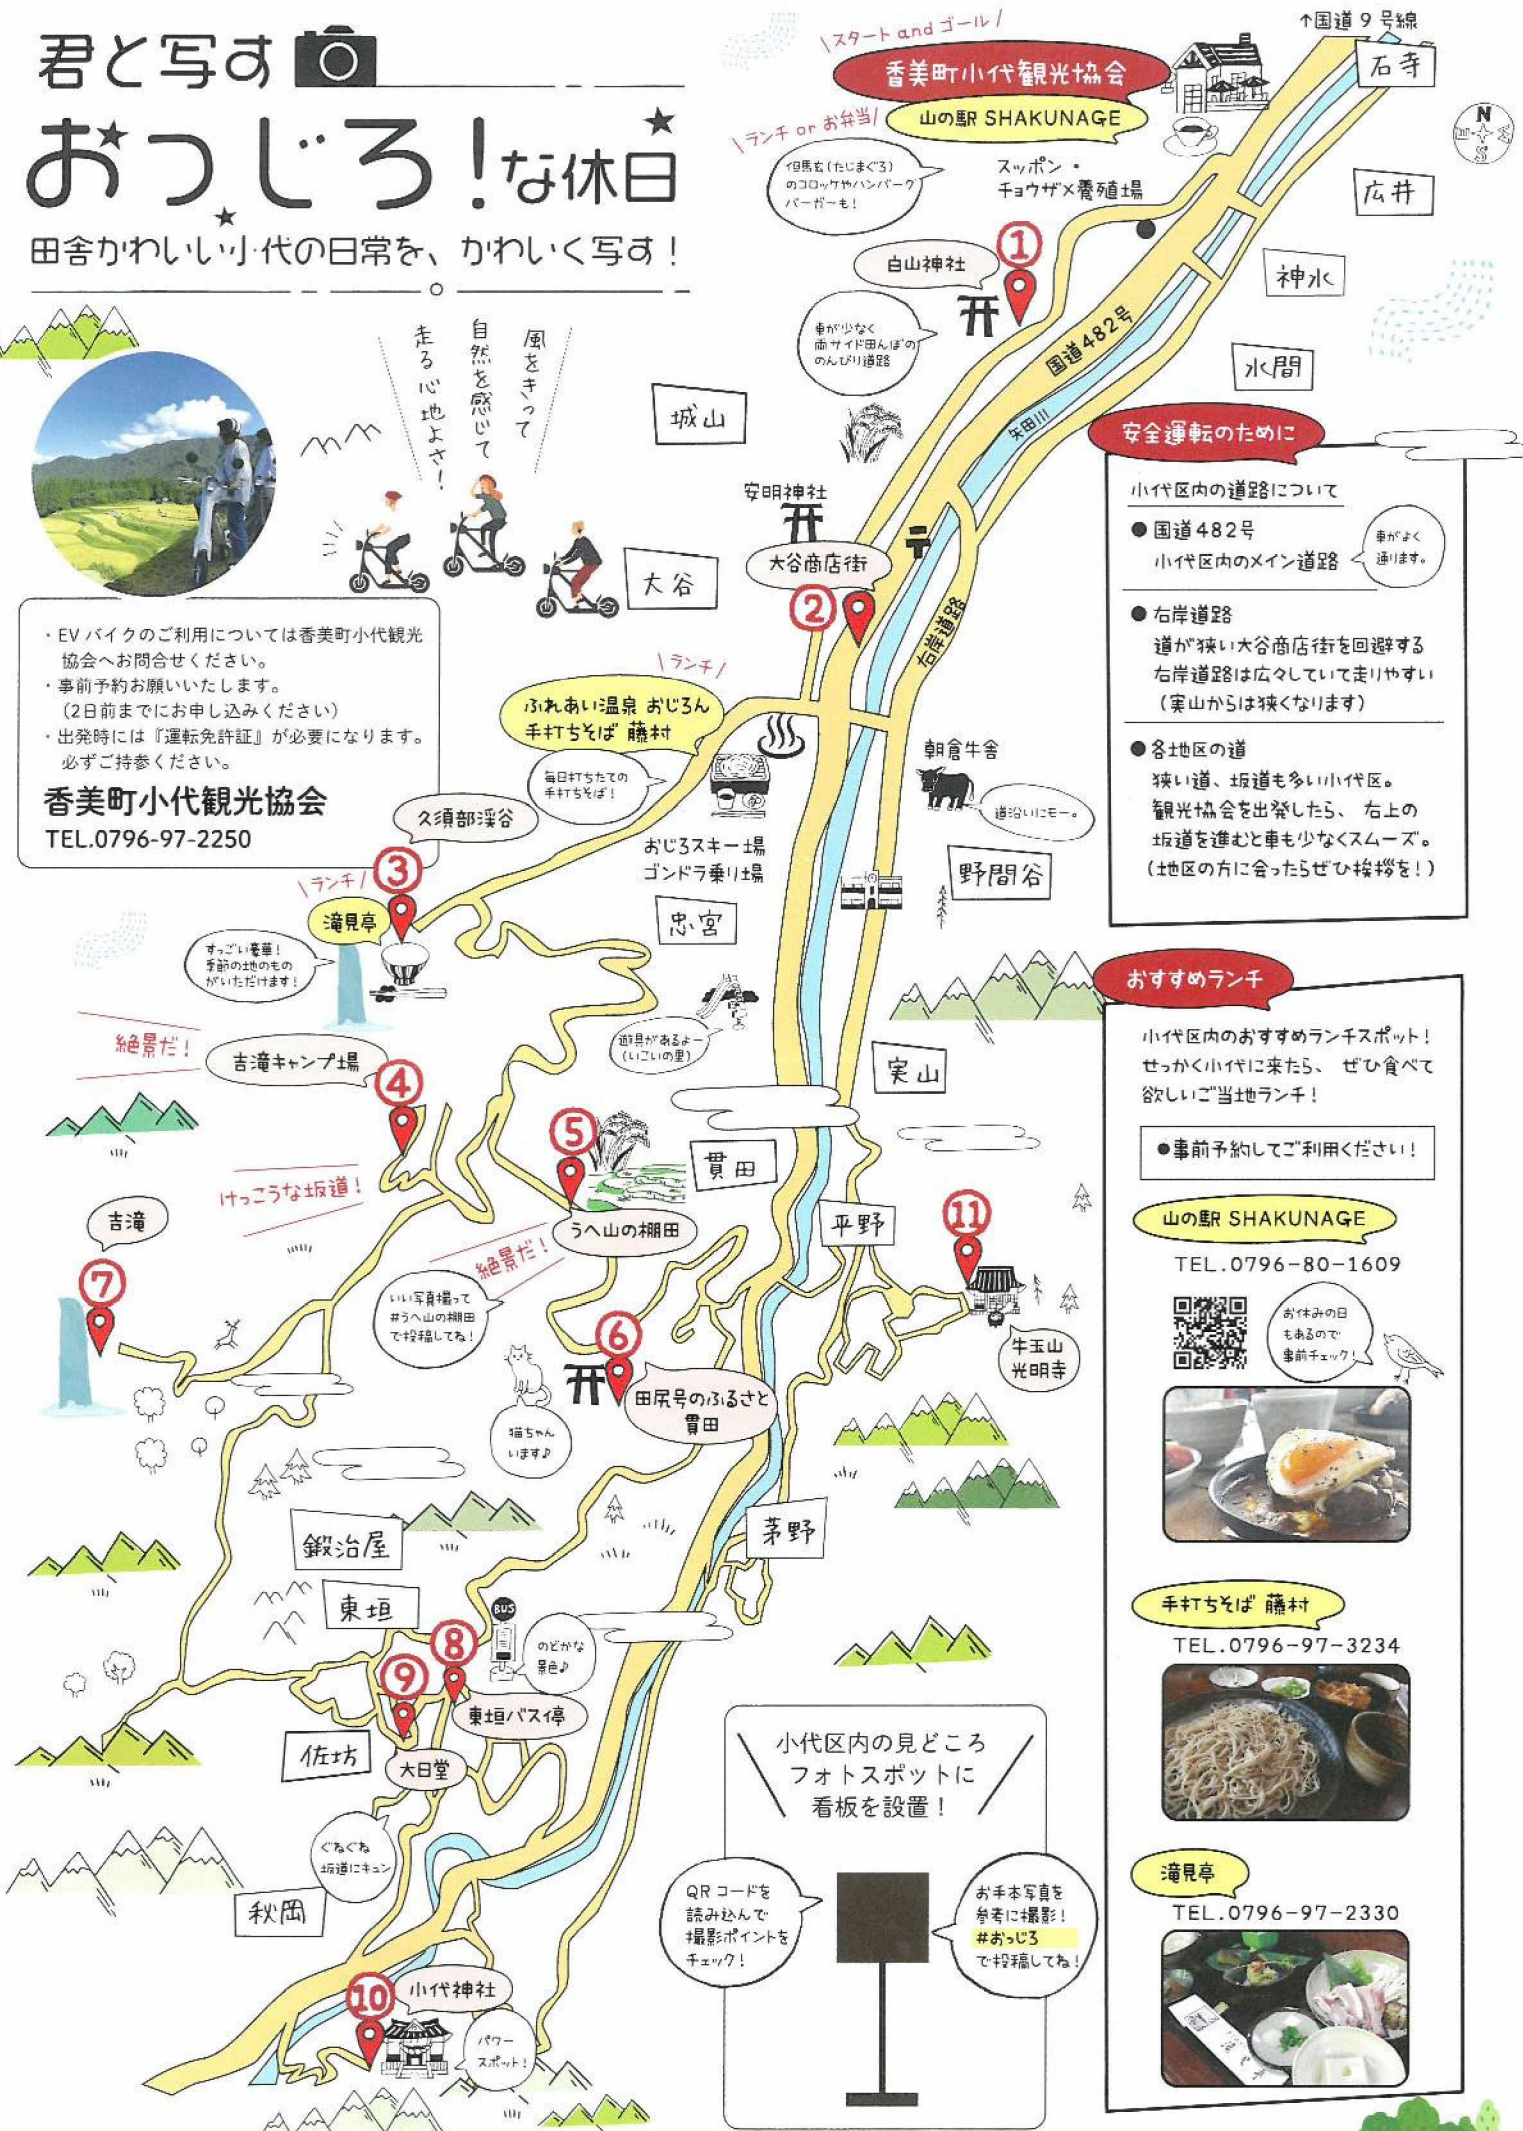 君と写す
おっじろ!な休日
田舎かわいい小代の日常を、かわいく写す!
風をきって
自然を感じて
走る心地よさ!
・EVバイクのご利用については香美町小代観光
協会へお問合せください。
・事前予約お願いいたします。
(2日前までにお申し込みください)
・出発時には『運転免許証』が必要になります。
必ずご持参ください。
香美町小代観光協会
TEL.0796-97-2250
↑国道9号線
\スタート and ゴール/
香美町小代観光協会
\ランチ or お弁当/
山の駅 SHAKUNAGE
但馬玄(たじまぐろ)
のコロッケやハンバーグ
バーガーも!
スッポン・
チョウザメ養殖場
石寺
N
S
広井
神水
水間
①
白山神社
車が少なく
両サイド田んぼの
のんびり道路
国道482号
矢田川
城山
安明神社
大谷商店街
②
大谷
右岸道路
\ランチ/
ふれあい温泉 おじろん
手打ちそば 藤村
毎日打ちたての
手打ちそば!
おじろスキー場
ゴンドラ乗り場
朝倉牛舎
道沿いにモー。
野間谷
久須部渓谷
③
\ランチ/
滝見亭
すっごい豪華!
季節の地のもの
がいただけます!
忠宮
遊具があるよー
(いこいの里)
実山
絶景だ!
吉滝キャンプ場
④
けっこうな坂道!
⑤
うへ山の棚田
貫田
絶景だ!
いい写真撮って
#うへ山の棚田
で投稿してね!
吉滝
⑦
平野
⑪
牛玉山
光明寺
⑥
田尻号のふるさと
貫田
猫ちゃん
います♪
茅野
鍛冶屋
東垣
BUS
のどかな
景色♪
⑧
東垣バス停
⑨
大日堂
佐坊
ぐねぐね
坂道にキュン
秋岡
⑩
小代神社
パワー
スポット!
安全運転のために
小代区内の道路について
●国道482号
小代区内のメイン道路
車がよく
通ります。
●右岸道路
道が狭い大谷商店街を回避する
右岸道路は広々していて走りやすい
(実山からは狭くなります)
●各地区の道
狭い道、坂道も多い小代区。
観光協会を出発したら、右上の
坂道を進むと車も少なくスムーズ。
(地区の方に会ったらぜひ挨拶を!)
おすすめランチ
小代区内のおすすめランチスポット!
せっかく小代に来たら、ぜひ食べて
欲しいご当地ランチ!
●事前予約してご利用ください!
山の駅 SHAKUNAGE
TEL.0796-80-1609
お休みの日
もあるので
事前チェック!
手打ちそば 藤村
TEL.0796-97-3234
滝見亭
TEL.0796-97-2330
小代区内の見どころ
フォトスポットに
看板を設置!
QRコードを
読み込んで
撮影ポイントを
チェック!
お手本写真を
参考に撮影!
#おっじろ
で投稿してね!